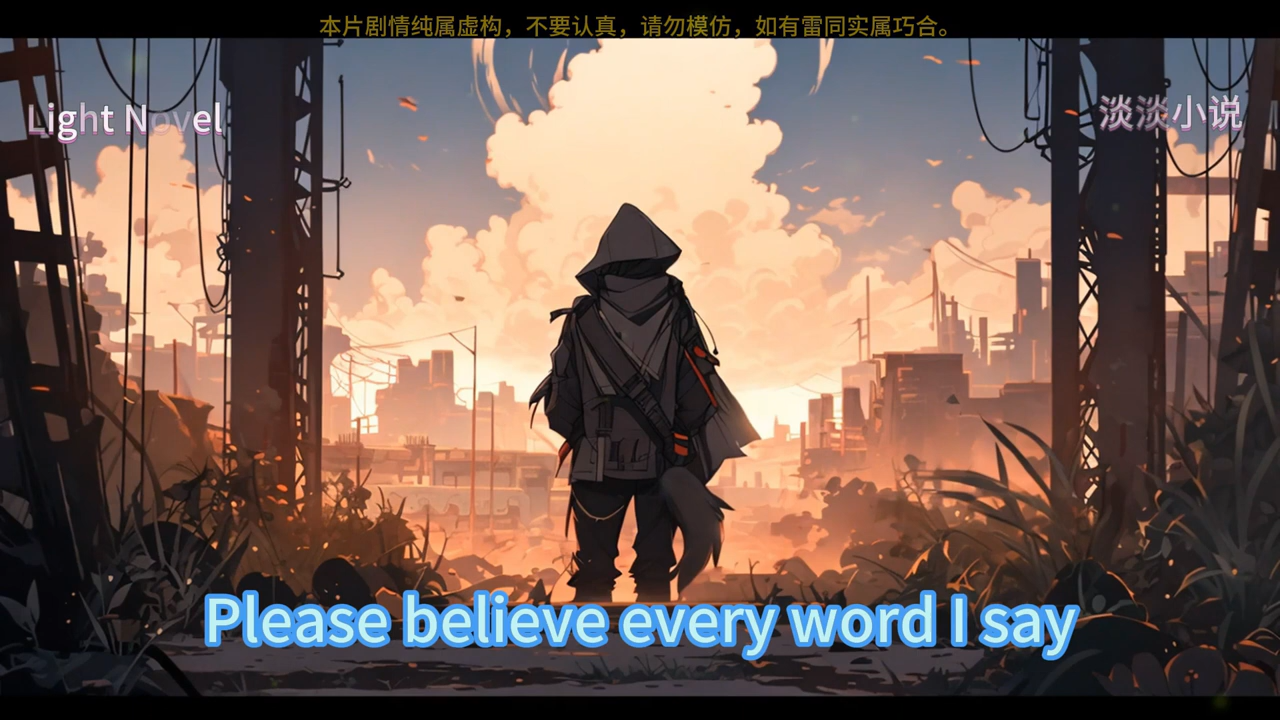 本片剧情纯属虚构，不要认真，请勿模仿，如有雷同实属巧合。
Light Novel
淡淡小说
Please believe every word I say